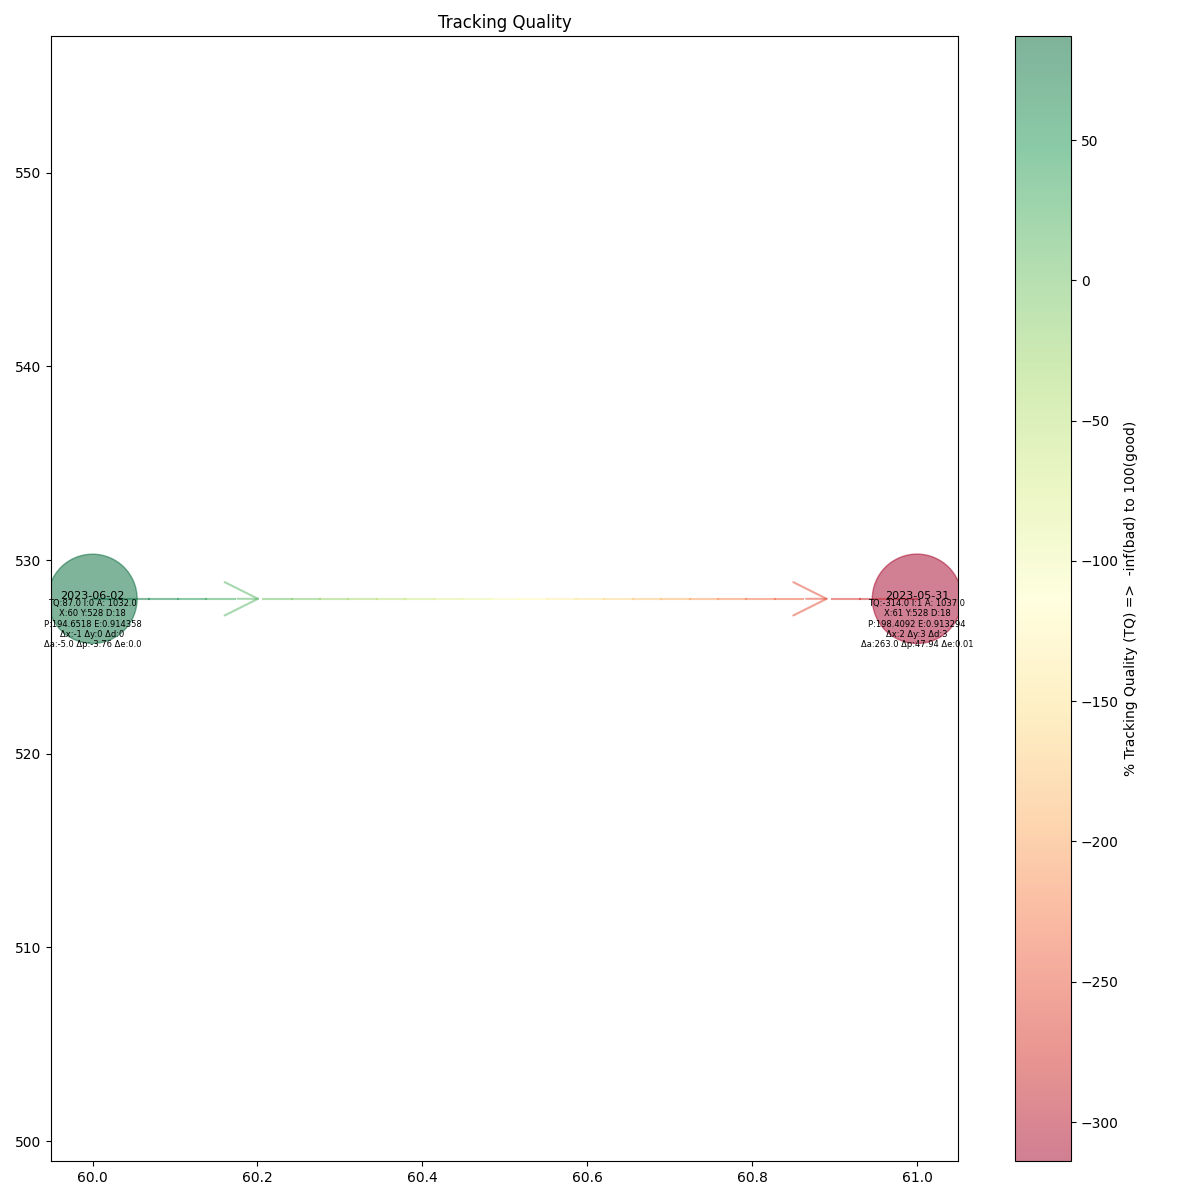 Tracking Quality
550
540
530
520
510
500
2023-06-02
TQ:87.0 I:0 A: 1032.0
X:60 Y:528 D:18
P:194.6518 E:0.914358
Δx:-1 Δy:0 Δd:0
Δa:-5.0 Δp:-3.76 Δe:0.0
2023-05-31
TQ:-314.0 I:1 A: 1037.0
X:61 Y:528 D:18
P:198.4092 E:0.913294
Δx:2 Δy:3 Δd:3
Δa:263.0 Δp:47.94 Δe:0.01
60.0 60.2 60.4 60.6 60.8 61.0
50
0
−50
−100
−150
−200
−250
−300
% Tracking Quality (TQ) => -inf(bad) to 100(good)